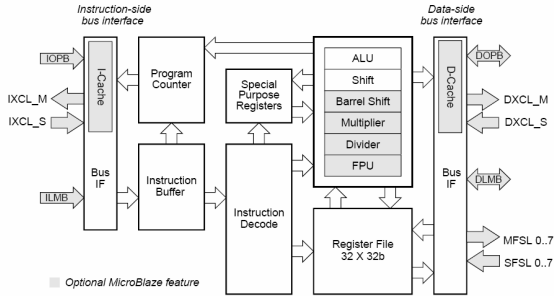 Instruction-side
bus interface
Data-side
bus interface
IOPB
I-Cache
IXCL_M
IXCL_S
Bus
IF
ILMB
Program
Counter
Special
Purpose
Registers
Instruction
Buffer
Instruction
Decode
ALU
Shift
Barrel Shift
Multiplier
Divider
FPU
Register File
32 X 32b
D-Cache
Bus
IF
DOPB
DXCL_M
DXCL_S
DLMB
MFSL 0..7
SFSL 0..7
Optional MicroBlaze feature